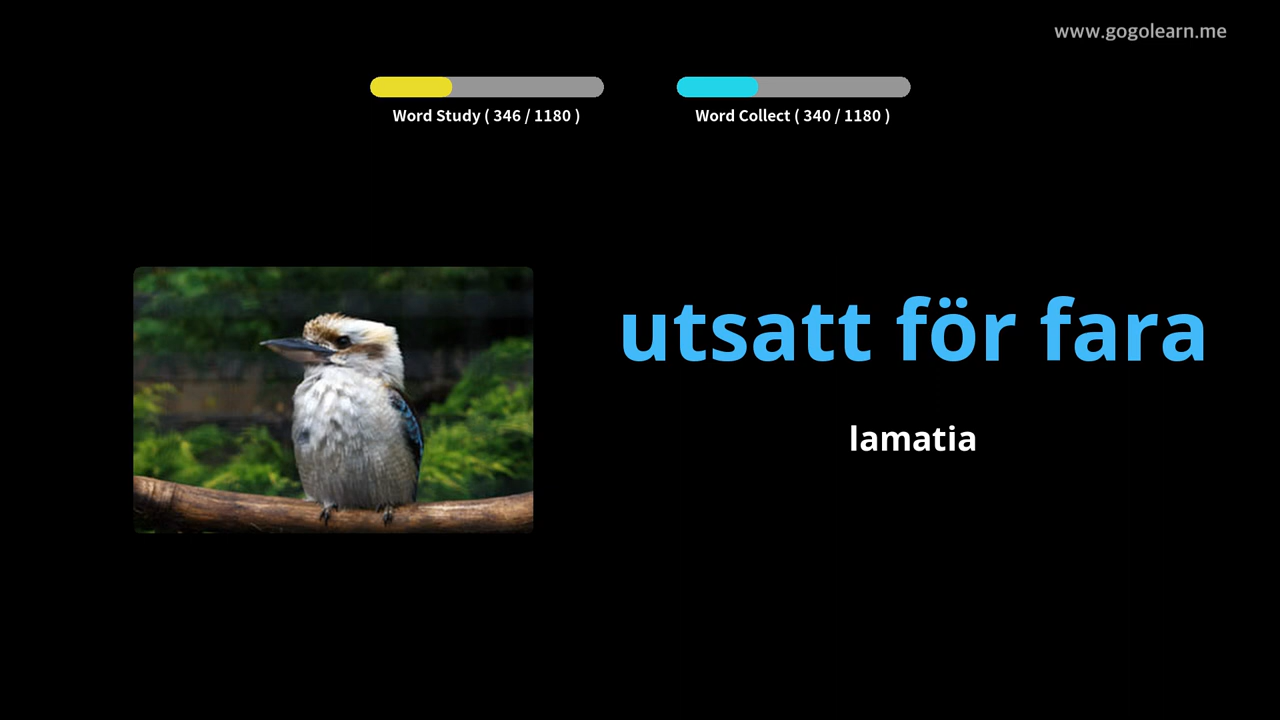 www.gogolearn.me
Word Study ( 346 / 1180 )
Word Collect ( 340 / 1180 )
utsatt för fara
lamatia